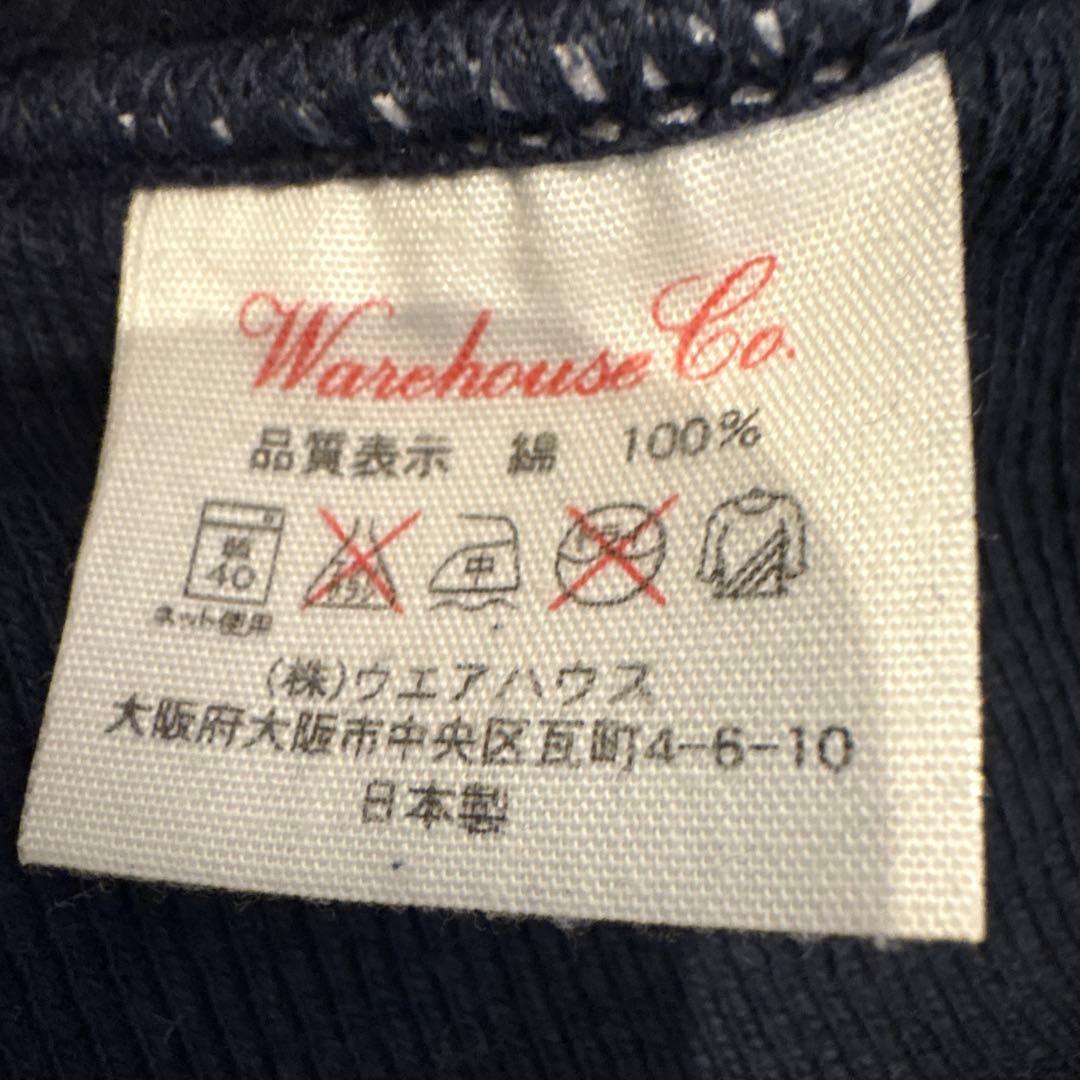 Warehouse Co.
品質表示 綿 100%
弱 40 中
ネット使用
(株)ウエアハウス
大阪府大阪市中央区瓦町4-6-10
日本製